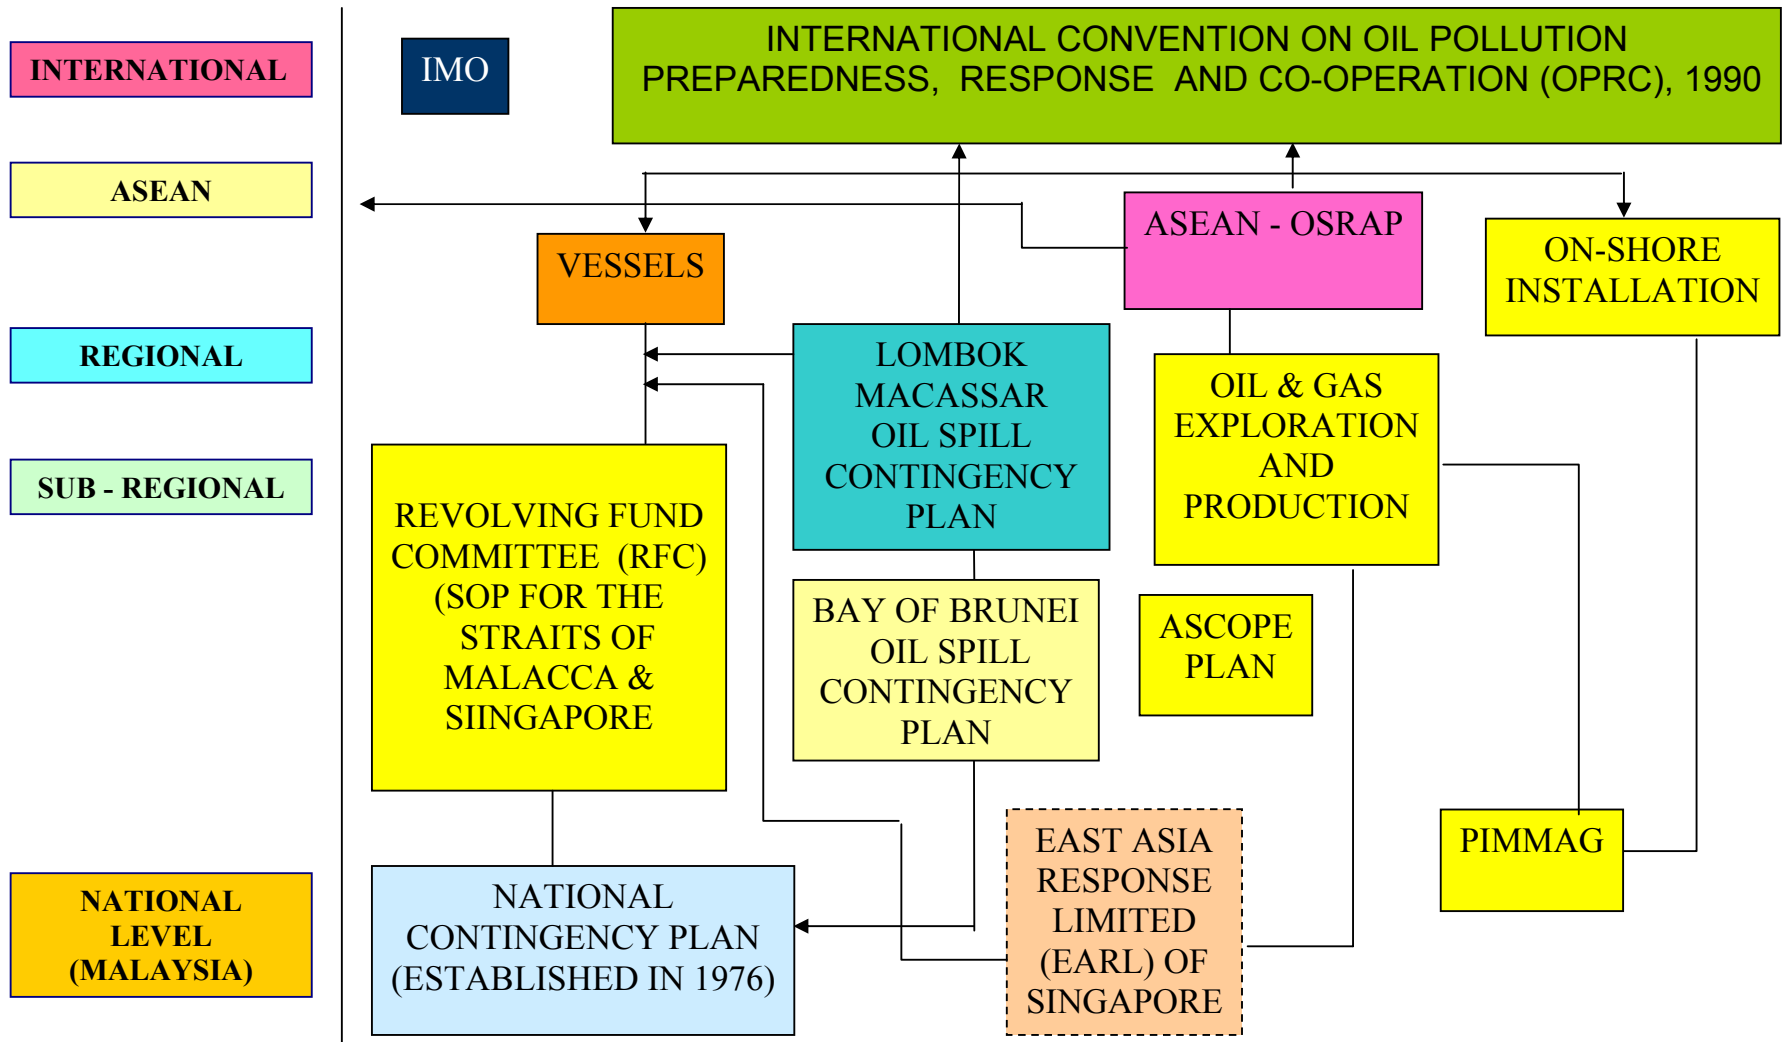 INTERNATIONAL
ASEAN
REGIONAL
SUB - REGIONAL
NATIONAL
LEVEL
(MALAYSIA)
IMO
INTERNATIONAL CONVENTION ON OIL POLLUTION
PREPAREDNESS, RESPONSE AND CO-OPERATION (OPRC), 1990
VESSELS
ASEAN - OSRAP
ON-SHORE
INSTALLATION
LOMBOK
MACASSAR
OIL SPILL
CONTINGENCY
PLAN
OIL & GAS
EXPLORATION
AND
PRODUCTION
REVOLVING FUND
COMMITTEE (RFC)
(SOP FOR THE
STRAITS OF
MALACCA &
SIINGAPORE
BAY OF BRUNEI
OIL SPILL
CONTINGENCY
PLAN
ASCOPE
PLAN
NATIONAL
CONTINGENCY PLAN
(ESTABLISHED IN 1976)
EAST ASIA
RESPONSE
LIMITED
(EARL) OF
SINGAPORE
PIMMAG